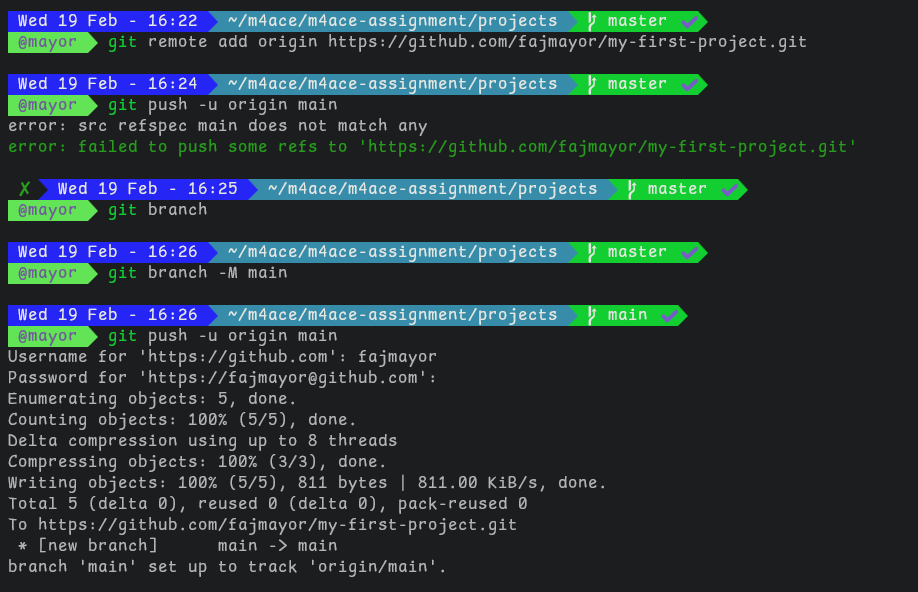 Wed 19 Feb - 16:22 ~/m4ace/m4ace-assignment/projects master ✔
@mayor git remote add origin https://github.com/fajmayor/my-first-project.git
Wed 19 Feb - 16:24 ~/m4ace/m4ace-assignment/projects master ✔
@mayor git push -u origin main
error: src refspec main does not match any
error: failed to push some refs to 'https://github.com/fajmayor/my-first-project.git'
✗ Wed 19 Feb - 16:25 ~/m4ace/m4ace-assignment/projects master ✔
@mayor git branch
Wed 19 Feb - 16:26 ~/m4ace/m4ace-assignment/projects master ✔
@mayor git branch -M main
Wed 19 Feb - 16:26 ~/m4ace/m4ace-assignment/projects main ✔
@mayor git push -u origin main
Username for 'https://github.com': fajmayor
Password for 'https://fajmayor@github.com':
Enumerating objects: 5, done.
Counting objects: 100% (5/5), done.
Delta compression using up to 8 threads
Compressing objects: 100% (3/3), done.
Writing objects: 100% (5/5), 811 bytes | 811.00 KiB/s, done.
Total 5 (delta 0), reused 0 (delta 0), pack-reused 0
To https://github.com/fajmayor/my-first-project.git
 * [new branch]      main -> main
branch 'main' set up to track 'origin/main'.